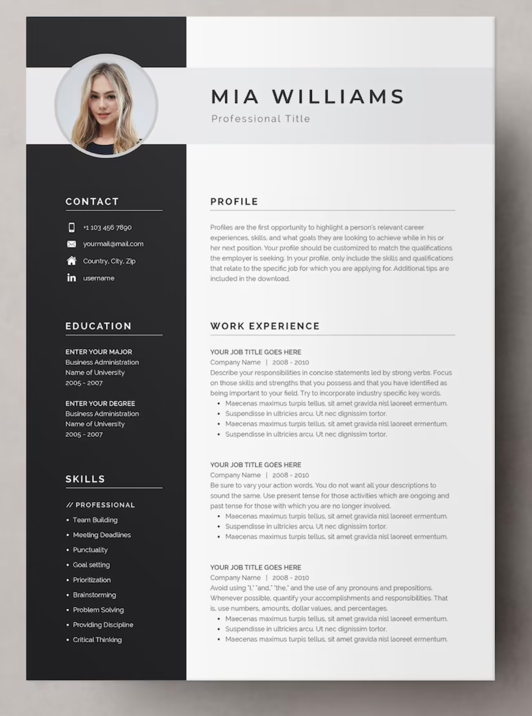 MIA WILLIAMS
Professional Title
CONTACT
+1 103 456 7890
yourmail@mail.com
Country, City, Zip
in username
EDUCATION
ENTER YOUR MAJOR
Business Administration
Name of University
2005 - 2007
ENTER YOUR DEGREE
Business Administration
Name of University
2005 - 2007
SKILLS
// PROFESSIONAL
• Team Building
• Meeting Deadlines
• Punctuality
• Goal setting
• Prioritization
• Brainstorming
• Problem Solving
• Providing Discipline
• Critical Thinking
PROFILE
Profiles are the first opportunity to highlight a person's relevant career
experiences, skills, and what goals they are looking to achieve while in his or
her next position. Your profile should be customized to match the qualifications
the employer is seeking. In your profile, only include the skills and qualifications
that relate to the specific job for which you are applying for. Additional tips are
included in the download.
WORK EXPERIENCE
YOUR JOB TITLE GOES HERE
Company Name | 2008 - 2010
Describe your responsibilities in concise statements led by strong verbs. Focus
on those skills and strengths that you possess and that you have identified as
being important to your field. Try to incorporate industry specific key words.
• Maecenas maximus turpis tellus, sit amet gravida nisl laoreet ermentum.
• Suspendisse in ultricies arcu. Ut nec dignissim tortor.
• Maecenas maximus turpis tellus, sit amet gravida nisl laoreet ermentum.
• Suspendisse in ultricies arcu. Ut nec dignissim tortor.
YOUR JOB TITLE GOES HERE
Company Name | 2008 - 2010
Be sure to vary your action words. You do not want all your descriptions to
sound the same. Use present tense for those activities which are ongoing and
past tense for those with which you are no longer involved.
• Maecenas maximus turpis tellus, sit amet gravida nisl laoreet ermentum.
• Suspendisse in ultricies arcu. Ut nec dignissim tortor.
• Maecenas maximus turpis tellus, sit amet gravida nisl laoreet ermentum.
YOUR JOB TITLE GOES HERE
Company Name | 2008 - 2010
Avoid using "I," "and," "the," and the use of any pronouns and prepositions.
Whenever possible, quantify your accomplishments and responsibilities. That
is, use numbers, amounts, dollar values, and percentages.
• Maecenas maximus turpis tellus, sit amet gravida nisl laoreet ermentum.
• Suspendisse in ultricies arcu. Ut nec dignissim tortor.
• Maecenas maximus turpis tellus, sit amet gravida nisl laoreet ermentum.